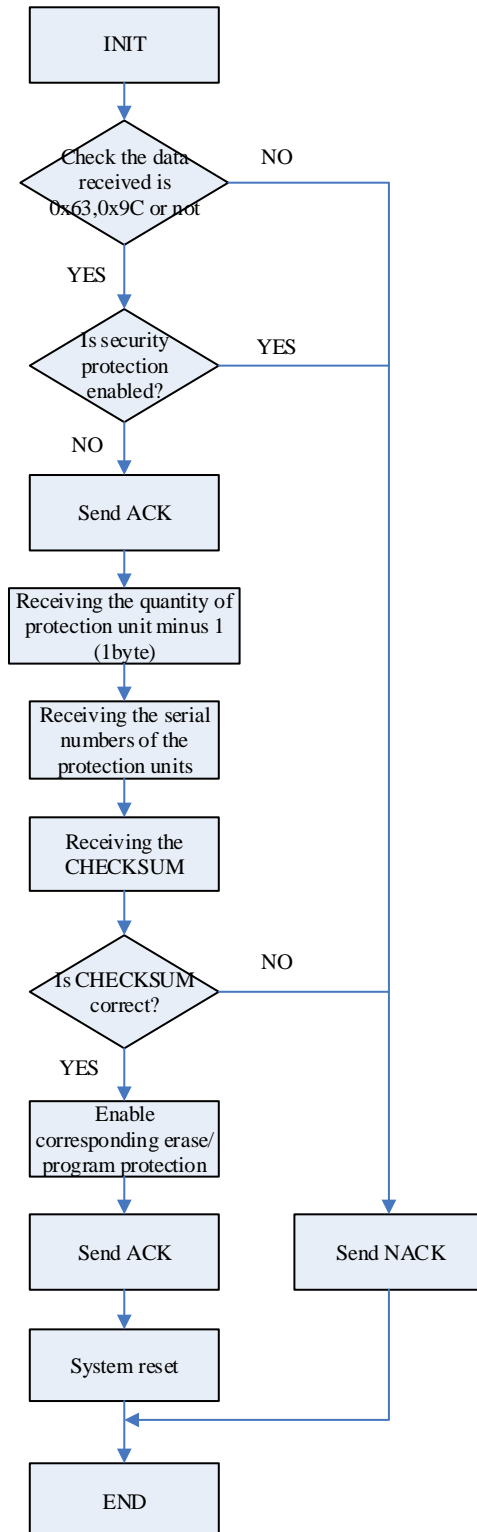 INIT
Check the data
received is
0x63,0x9C or not
NO
YES
Is security
protection
enabled?
YES
NO
Send ACK
Receiving the quantity of
protection unit minus 1
(1byte)
Receiving the serial
numbers of the
protection units
Receiving the
CHECKSUM
Is CHECKSUM
correct?
NO
YES
Enable
corresponding erase/
program protection
Send ACK
Send NACK
System reset
END